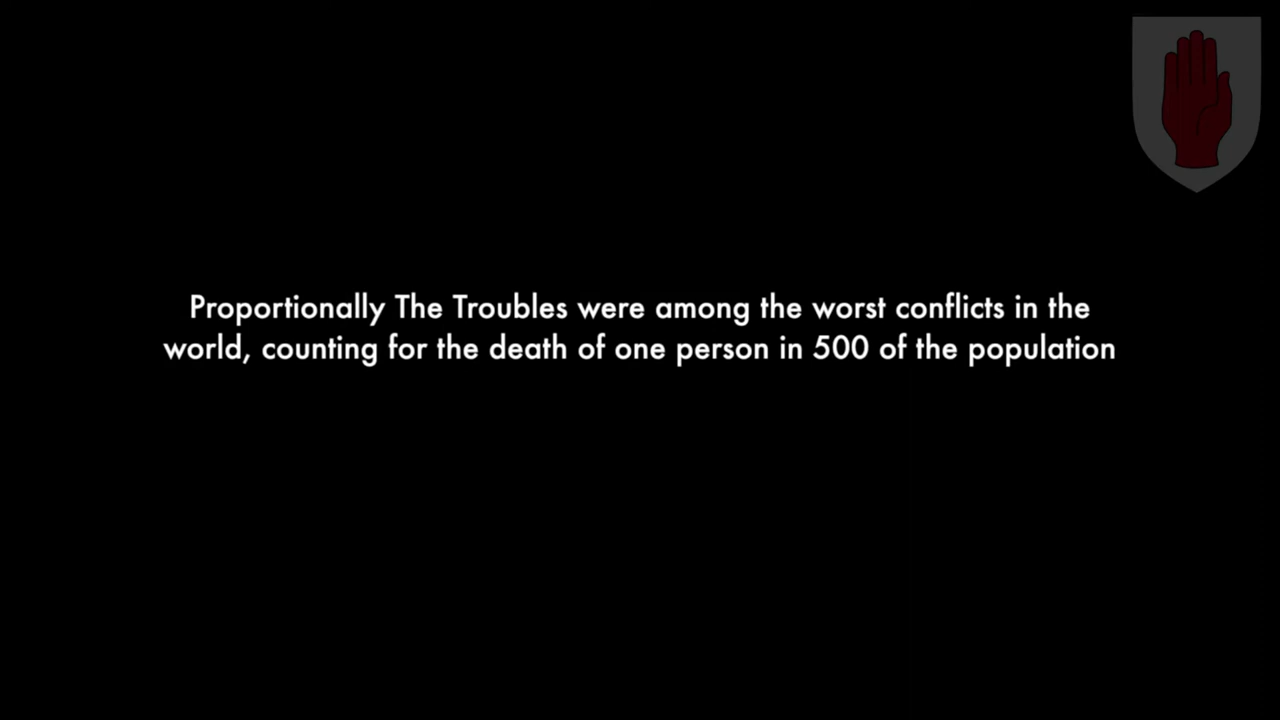 Proportionally The Troubles were among the worst conflicts in the
world, counting for the death of one person in 500 of the population